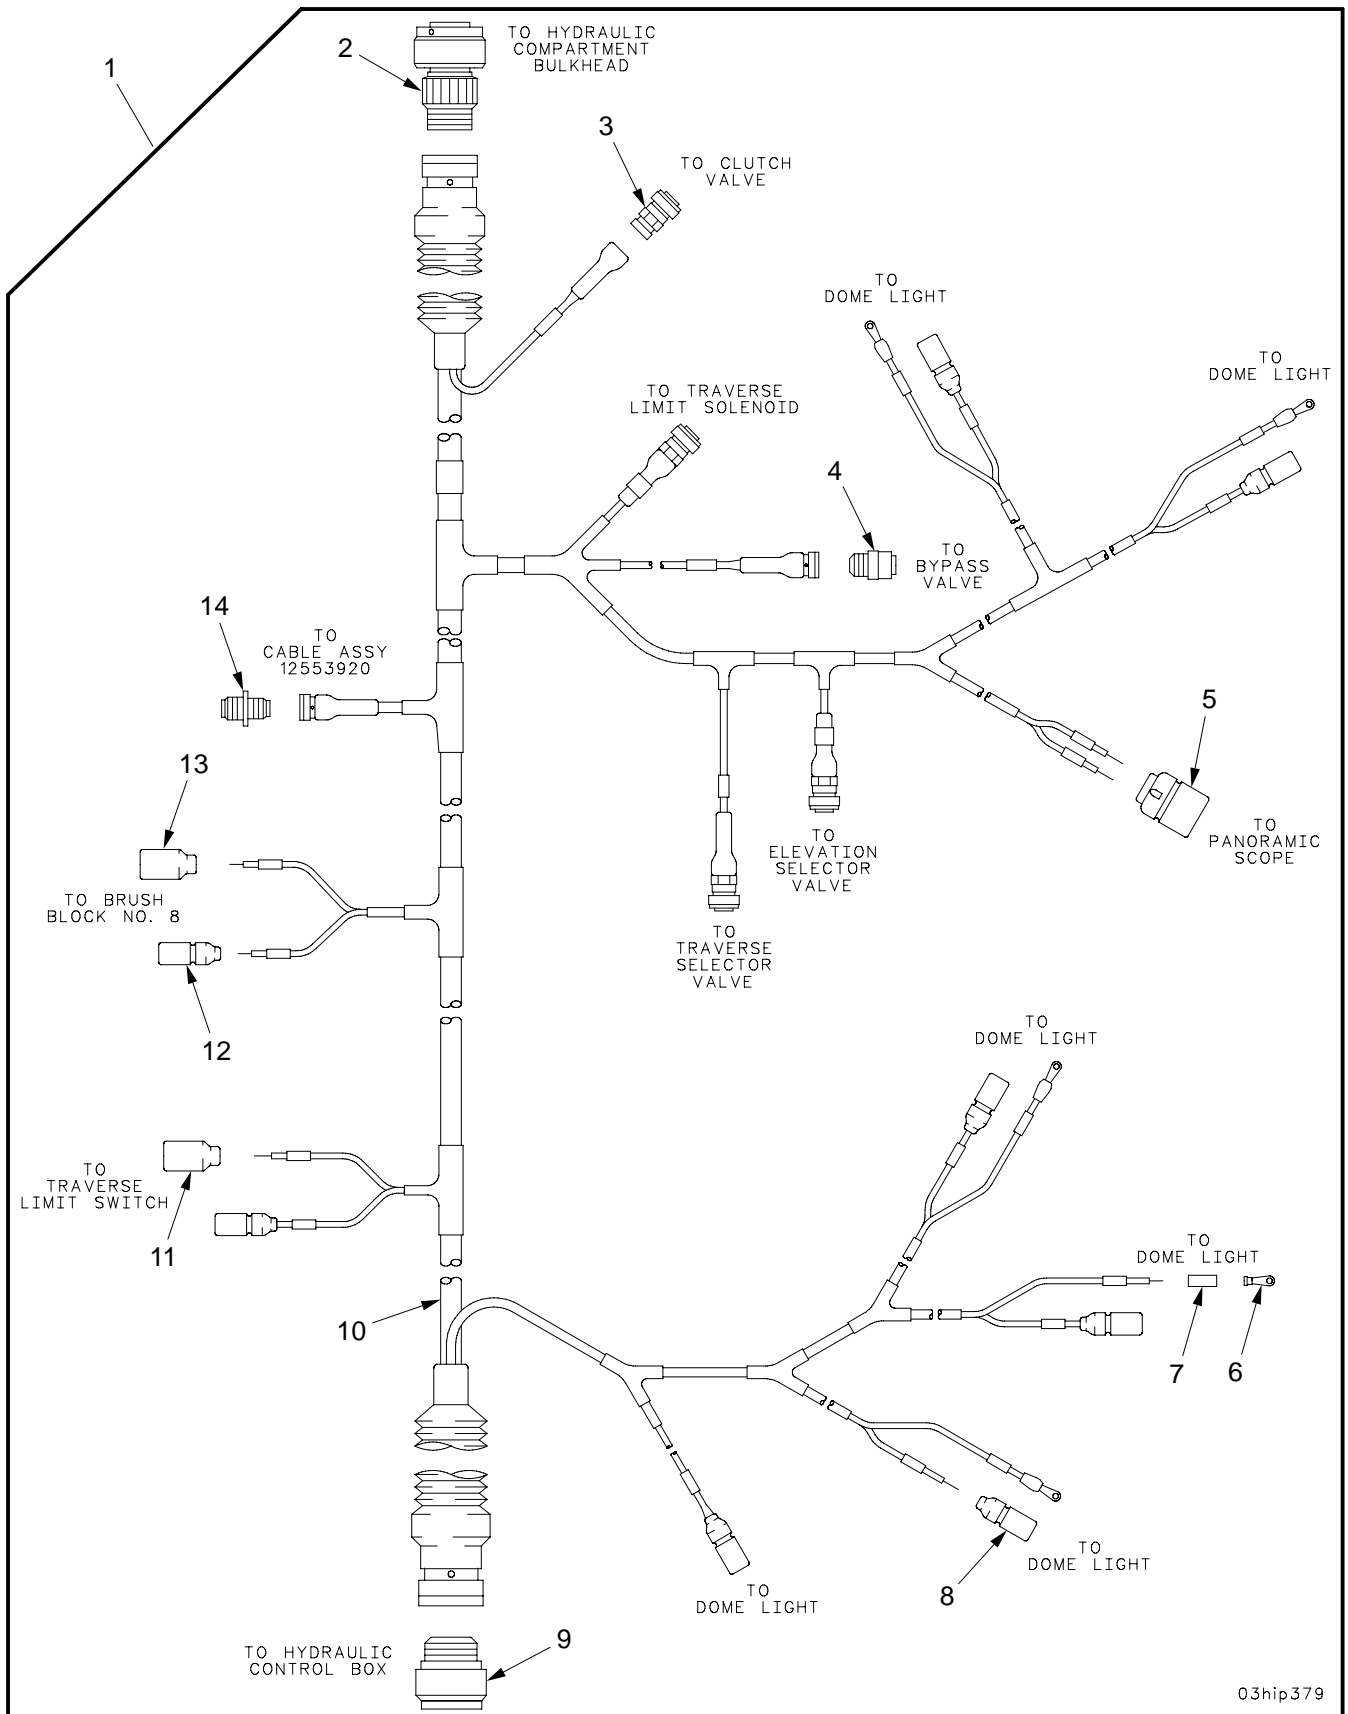 TO HYDRAULIC
COMPARTMENT
BULKHEAD
2
1
3
TO CLUTCH
VALVE
TO
DOME LIGHT
TO
DOME LIGHT
TO TRAVERSE
LIMIT SOLENOID
4
TO
BYPASS
VALVE
14
TO
CABLE ASSY
12553920
5
13
TO
PANORAMIC
SCOPE
TO
ELEVATION
SELECTOR
VALVE
TO BRUSH
BLOCK NO. 8
TO
TRAVERSE
SELECTOR
VALVE
12
TO
DOME LIGHT
TO
TRAVERSE
LIMIT SWITCH
11
TO
DOME LIGHT
10
7
6
8
TO
DOME LIGHT
TO
DOME LIGHT
TO HYDRAULIC
CONTROL BOX
9
03hip379